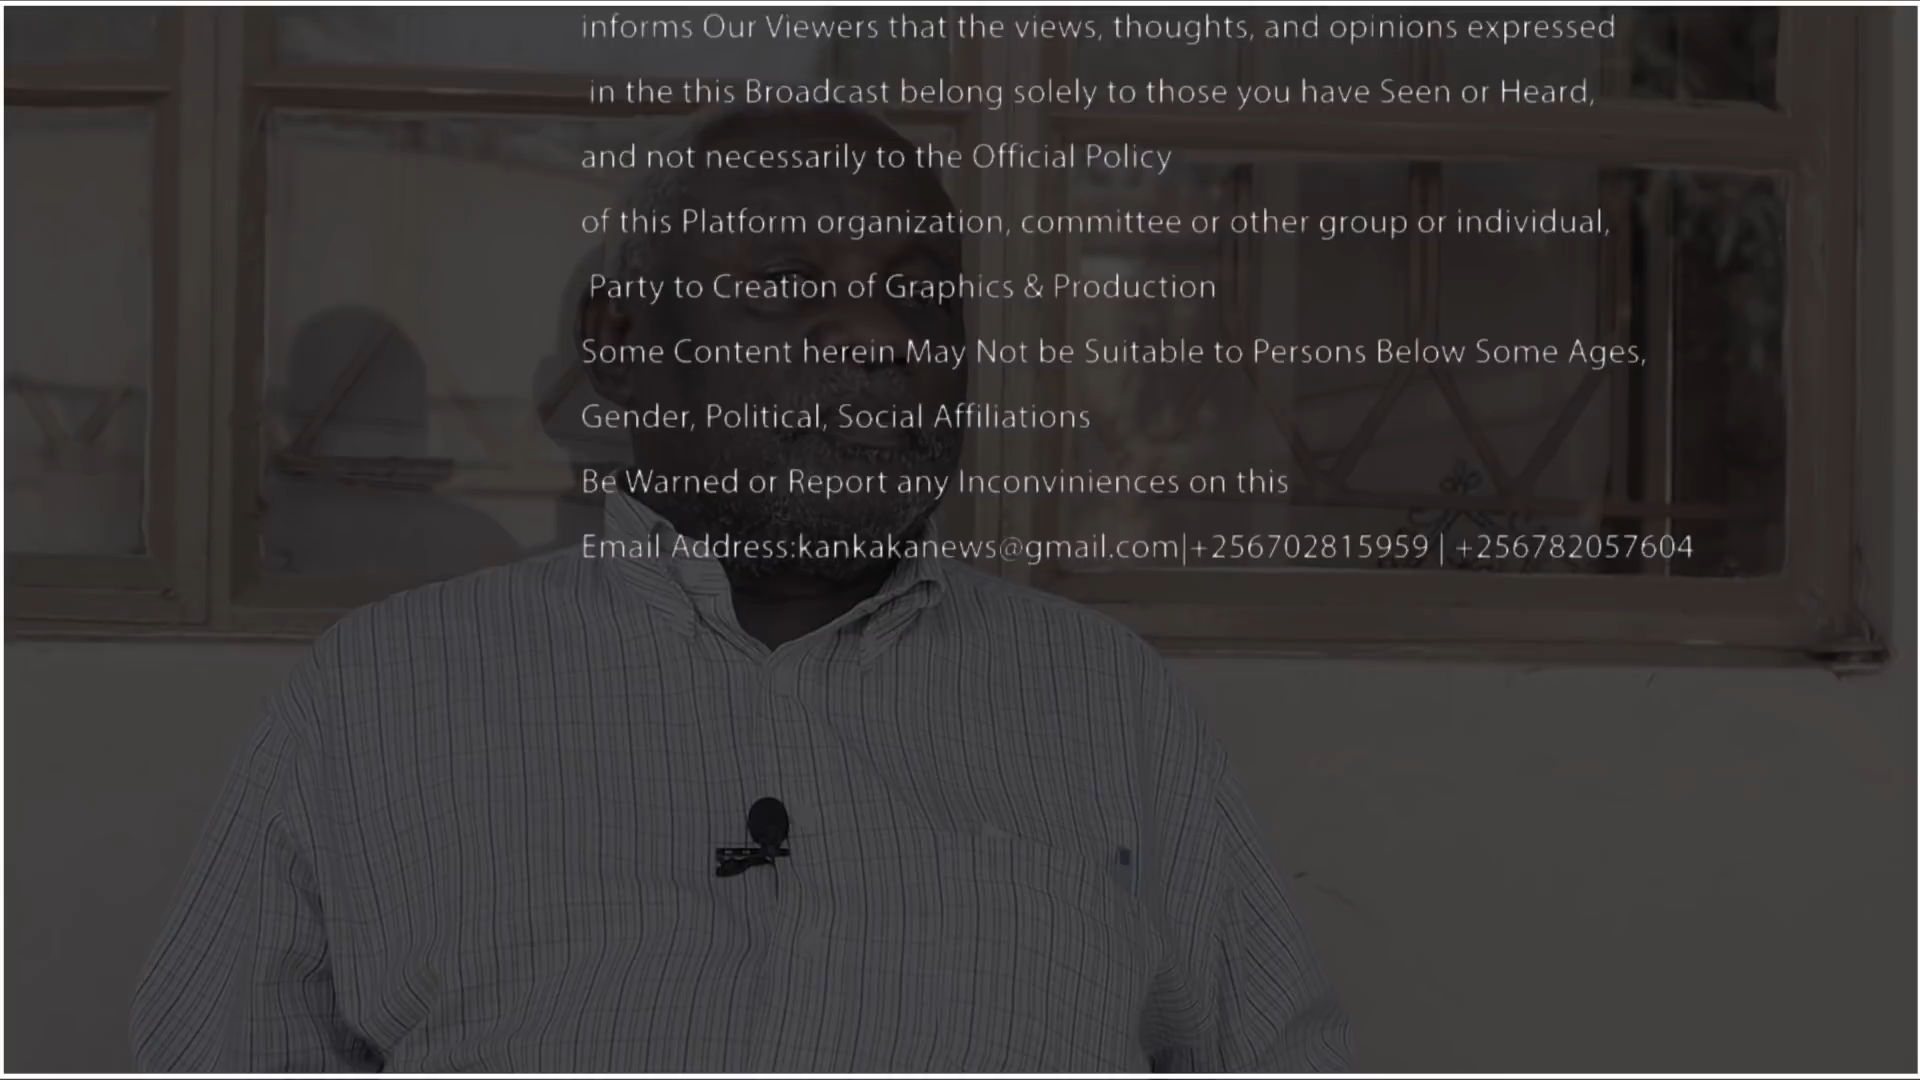 informs Our Viewers that the views, thoughts, and opinions expressed
in the this Broadcast belong solely to those you have Seen or Heard,
and not necessarily to the Official Policy
of this Platform organization, committee or other group or individual,
Party to Creation of Graphics & Production
Some Content herein May Not be Suitable to Persons Below Some Ages,
Gender, Political, Social Affiliations
Be Warned or Report any Inconviniences on this
Email Address:kankakanews@gmail.com|+256702815959 | +256782057604